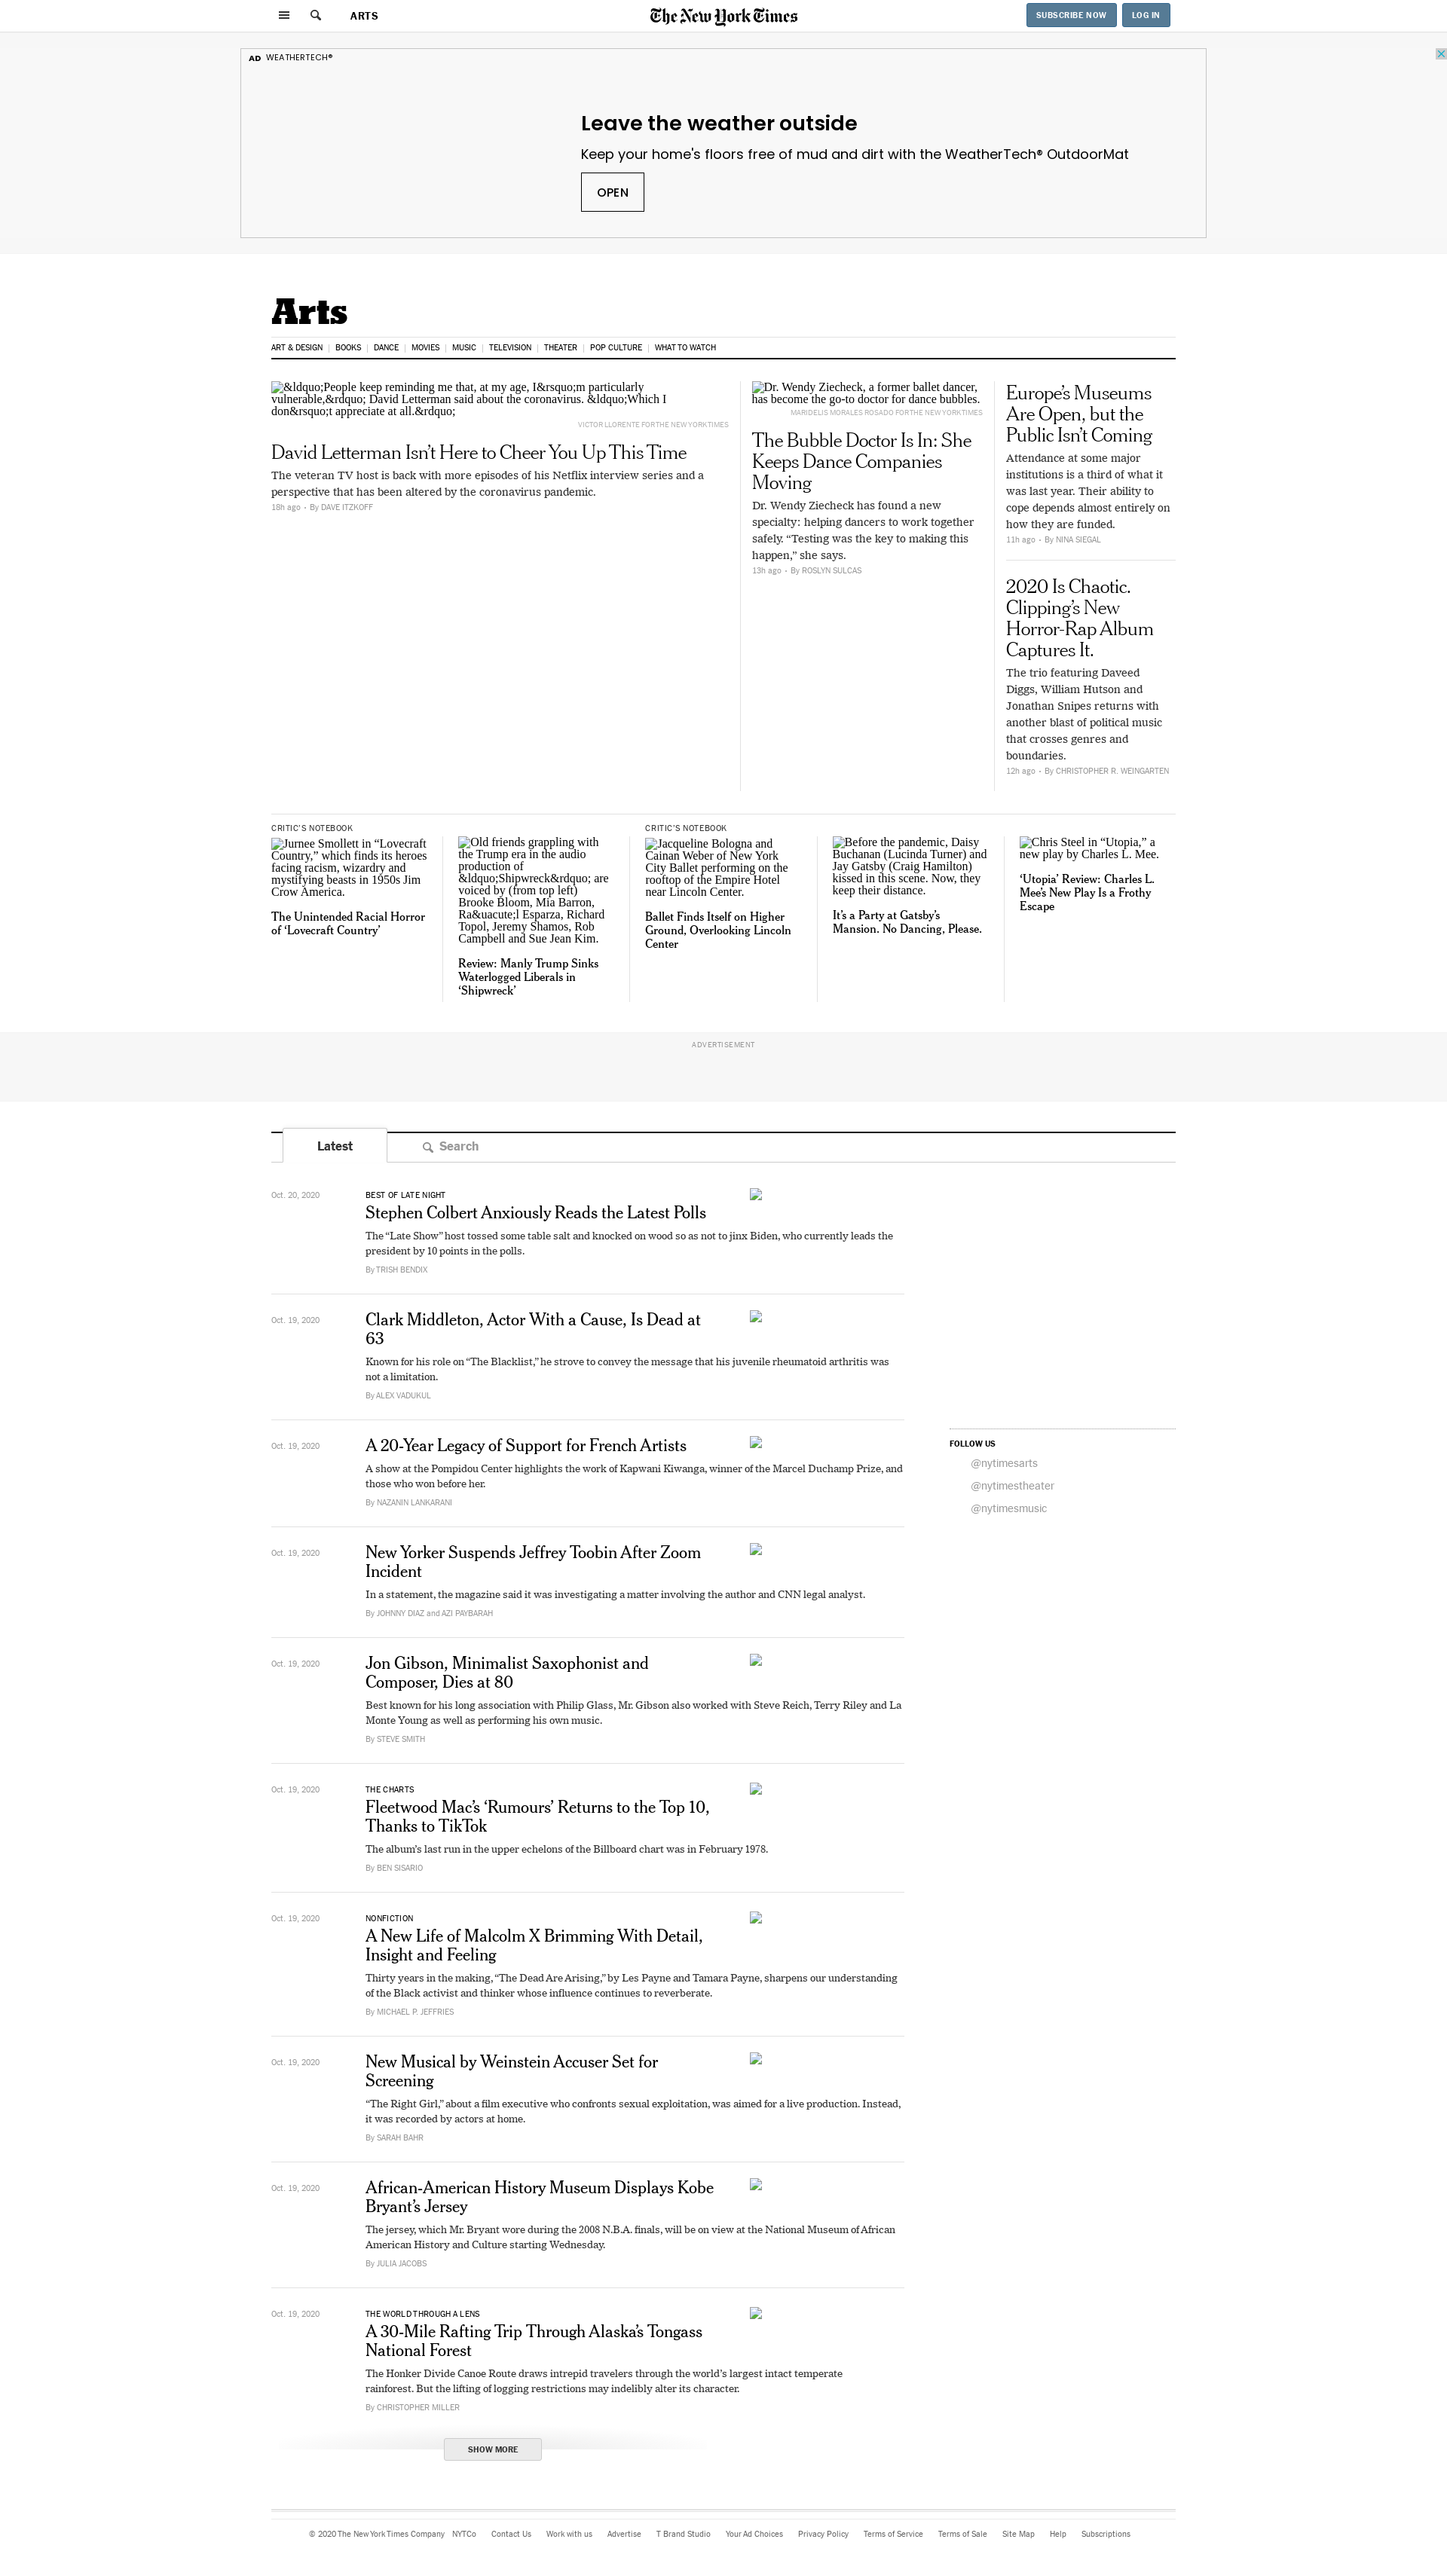 ARTS
The New York Times
SUBSCRIBE NOW
LOG IN
AD WEATHERTECH®
Leave the weather outside
Keep your home's floors free of mud and dirt with the WeatherTech® OutdoorMat
OPEN
Arts
ART & DESIGN | BOOKS | DANCE | MOVIES | MUSIC | TELEVISION | THEATER | POP CULTURE | WHAT TO WATCH
&ldquo;People keep reminding me that, at my age, I&rsquo;m particularly
vulnerable,&rdquo; David Letterman said about the coronavirus. &ldquo;Which I
don&rsquo;t appreciate at all.&rdquo;
VICTOR LLORENTE FOR THE NEW YORK TIMES
David Letterman Isn’t Here to Cheer You Up This Time
The veteran TV host is back with more episodes of his Netflix interview series and a
perspective that has been altered by the coronavirus pandemic.
18h ago • By DAVE ITZKOFF
Dr. Wendy Ziecheck, a former ballet dancer,
has become the go-to doctor for dance bubbles.
MARIDELIS MORALES ROSADO FOR THE NEW YORK TIMES
The Bubble Doctor Is In: She
Keeps Dance Companies
Moving
Dr. Wendy Ziecheck has found a new
specialty: helping dancers to work together
safely. “Testing was the key to making this
happen,” she says.
13h ago • By ROSLYN SULCAS
Europe’s Museums
Are Open, but the
Public Isn’t Coming
Attendance at some major
institutions is a third of what it
was last year. Their ability to
cope depends almost entirely on
how they are funded.
11h ago • By NINA SIEGAL
2020 Is Chaotic.
Clipping’s New
Horror-Rap Album
Captures It.
The trio featuring Daveed
Diggs, William Hutson and
Jonathan Snipes returns with
another blast of political music
that crosses genres and
boundaries.
12h ago • By CHRISTOPHER R. WEINGARTEN
CRITIC’S NOTEBOOK
Jurnee Smollett in “Lovecraft
Country,” which finds its heroes
facing racism, wizardry and
mystifying beasts in 1950s Jim
Crow America.
The Unintended Racial Horror
of ‘Lovecraft Country’
Old friends grappling with
the Trump era in the audio
production of
&ldquo;Shipwreck&rdquo; are
voiced by (from top left)
Brooke Bloom, Mia Barron,
Ra&uacute;l Esparza, Richard
Topol, Jeremy Shamos, Rob
Campbell and Sue Jean Kim.
Review: Manly Trump Sinks
Waterlogged Liberals in
‘Shipwreck’
CRITIC’S NOTEBOOK
Jacqueline Bologna and
Cainan Weber of New York
City Ballet performing on the
rooftop of the Empire Hotel
near Lincoln Center.
Ballet Finds Itself on Higher
Ground, Overlooking Lincoln
Center
Before the pandemic, Daisy
Buchanan (Lucinda Turner) and
Jay Gatsby (Craig Hamilton)
kissed in this scene. Now, they
keep their distance.
It’s a Party at Gatsby’s
Mansion. No Dancing, Please.
Chris Steel in “Utopia,” a
new play by Charles L. Mee.
‘Utopia’ Review: Charles L.
Mee’s New Play Is a Frothy
Escape
ADVERTISEMENT
Latest
Search
Oct. 20, 2020
BEST OF LATE NIGHT
Stephen Colbert Anxiously Reads the Latest Polls
The “Late Show” host tossed some table salt and knocked on wood so as not to jinx Biden, who currently leads the
president by 10 points in the polls.
By TRISH BENDIX
Oct. 19, 2020
Clark Middleton, Actor With a Cause, Is Dead at
63
Known for his role on “The Blacklist,” he strove to convey the message that his juvenile rheumatoid arthritis was
not a limitation.
By ALEX VADUKUL
Oct. 19, 2020
A 20-Year Legacy of Support for French Artists
A show at the Pompidou Center highlights the work of Kapwani Kiwanga, winner of the Marcel Duchamp Prize, and
those who won before her.
By NAZANIN LANKARANI
FOLLOW US
@nytimesarts
@nytimestheater
@nytimesmusic
Oct. 19, 2020
New Yorker Suspends Jeffrey Toobin After Zoom
Incident
In a statement, the magazine said it was investigating a matter involving the author and CNN legal analyst.
By JOHNNY DIAZ and AZI PAYBARAH
Oct. 19, 2020
Jon Gibson, Minimalist Saxophonist and
Composer, Dies at 80
Best known for his long association with Philip Glass, Mr. Gibson also worked with Steve Reich, Terry Riley and La
Monte Young as well as performing his own music.
By STEVE SMITH
Oct. 19, 2020
THE CHARTS
Fleetwood Mac’s ‘Rumours’ Returns to the Top 10,
Thanks to TikTok
The album’s last run in the upper echelons of the Billboard chart was in February 1978.
By BEN SISARIO
Oct. 19, 2020
NONFICTION
A New Life of Malcolm X Brimming With Detail,
Insight and Feeling
Thirty years in the making, “The Dead Are Arising,” by Les Payne and Tamara Payne, sharpens our understanding
of the Black activist and thinker whose influence continues to reverberate.
By MICHAEL P. JEFFRIES
Oct. 19, 2020
New Musical by Weinstein Accuser Set for
Screening
“The Right Girl,” about a film executive who confronts sexual exploitation, was aimed for a live production. Instead,
it was recorded by actors at home.
By SARAH BAHR
Oct. 19, 2020
African-American History Museum Displays Kobe
Bryant’s Jersey
The jersey, which Mr. Bryant wore during the 2008 N.B.A. finals, will be on view at the National Museum of African
American History and Culture starting Wednesday.
By JULIA JACOBS
Oct. 19, 2020
THE WORLD THROUGH A LENS
A 30-Mile Rafting Trip Through Alaska’s Tongass
National Forest
The Honker Divide Canoe Route draws intrepid travelers through the world’s largest intact temperate
rainforest. But the lifting of logging restrictions may indelibly alter its character.
By CHRISTOPHER MILLER
SHOW MORE
© 2020 The New York Times Company NYTCo Contact Us Work with us Advertise T Brand Studio Your Ad Choices Privacy Policy Terms of Service Terms of Sale Site Map Help Subscriptions